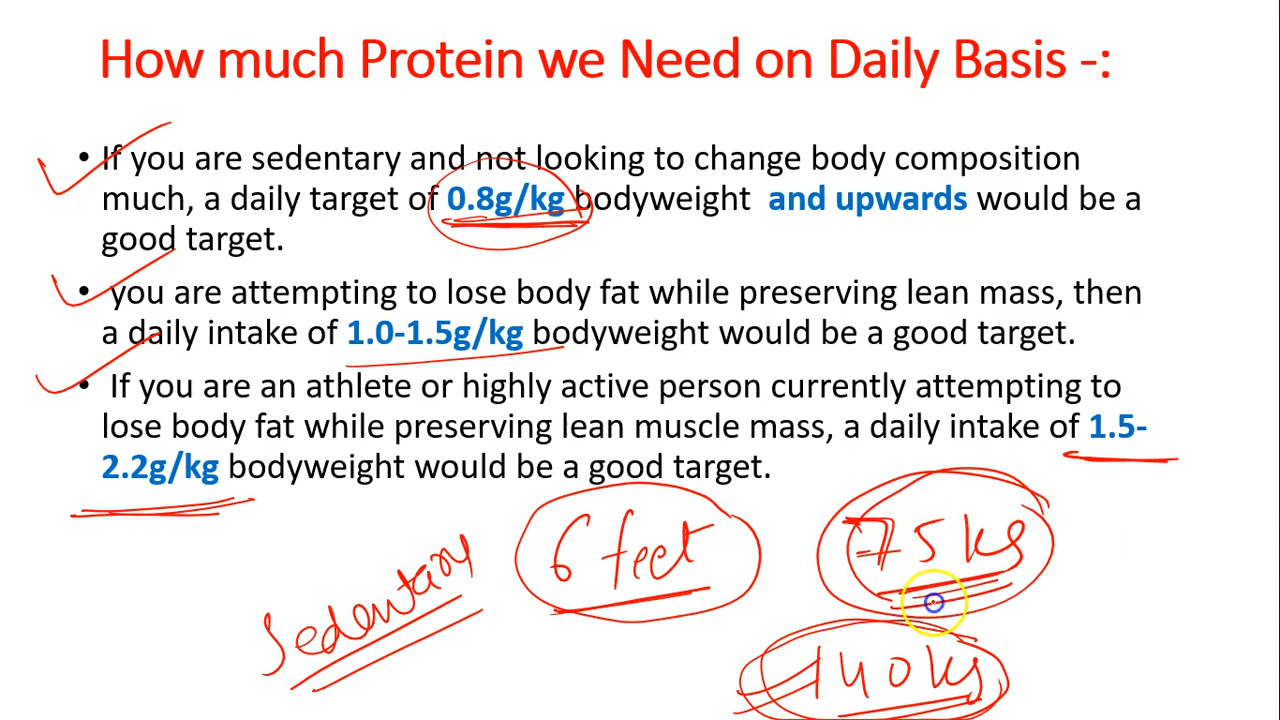 How much Protein we Need on Daily Basis -:
• If you are sedentary and not looking to change body composition
much, a daily target of 0.8g/kg bodyweight and upwards would be a
good target.
• you are attempting to lose body fat while preserving lean mass, then
a daily intake of 1.0-1.5g/kg bodyweight would be a good target.
• If you are an athlete or highly active person currently attempting to
lose body fat while preserving lean muscle mass, a daily intake of 1.5-
2.2g/kg bodyweight would be a good target.
Sedentary 6 feet 75 kg
140 kg